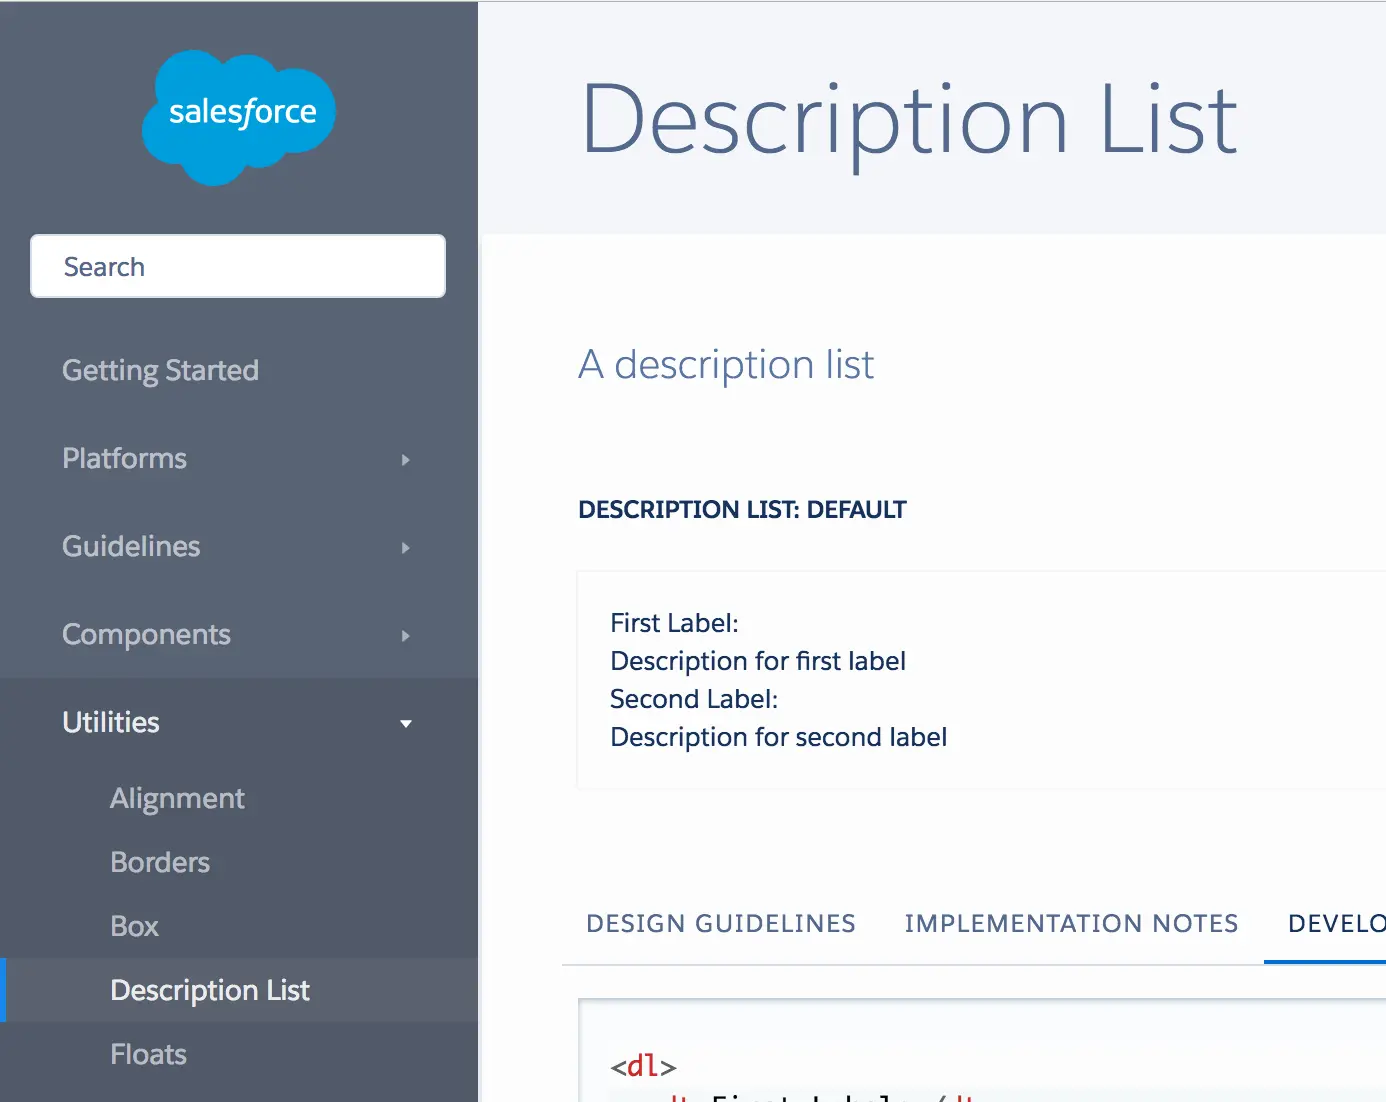 salesforce
Search
Getting Started
Platforms
Guidelines
Components
Utilities
Alignment
Borders
Box
Description List
Floats
Description List
A description list
DESCRIPTION LIST: DEFAULT
First Label:
Description for first label
Second Label:
Description for second label
DESIGN GUIDELINES IMPLEMENTATION NOTES DEVELO
<dl>